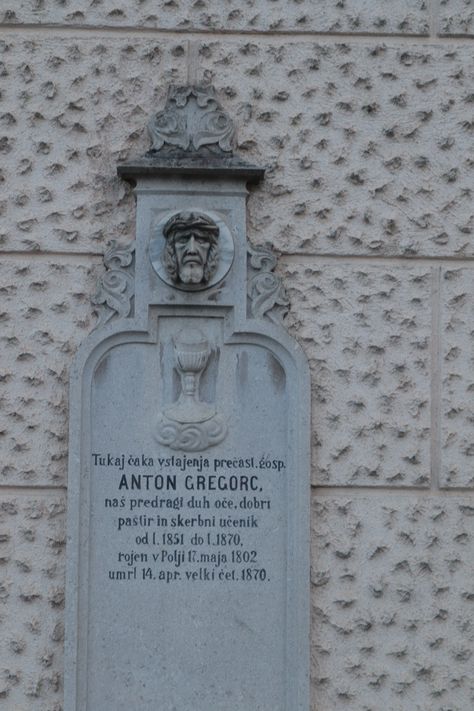 Tukaj čaka vstajenja prečast. gosp.
ANTON GREGORC,
naš predragi duh oče, dobri
pastir in skerbni učenik
od l. 1851 do l. 1870,
rojen v Polji 17. maja 1802
umrl 14. apr. velki čet. 1870.